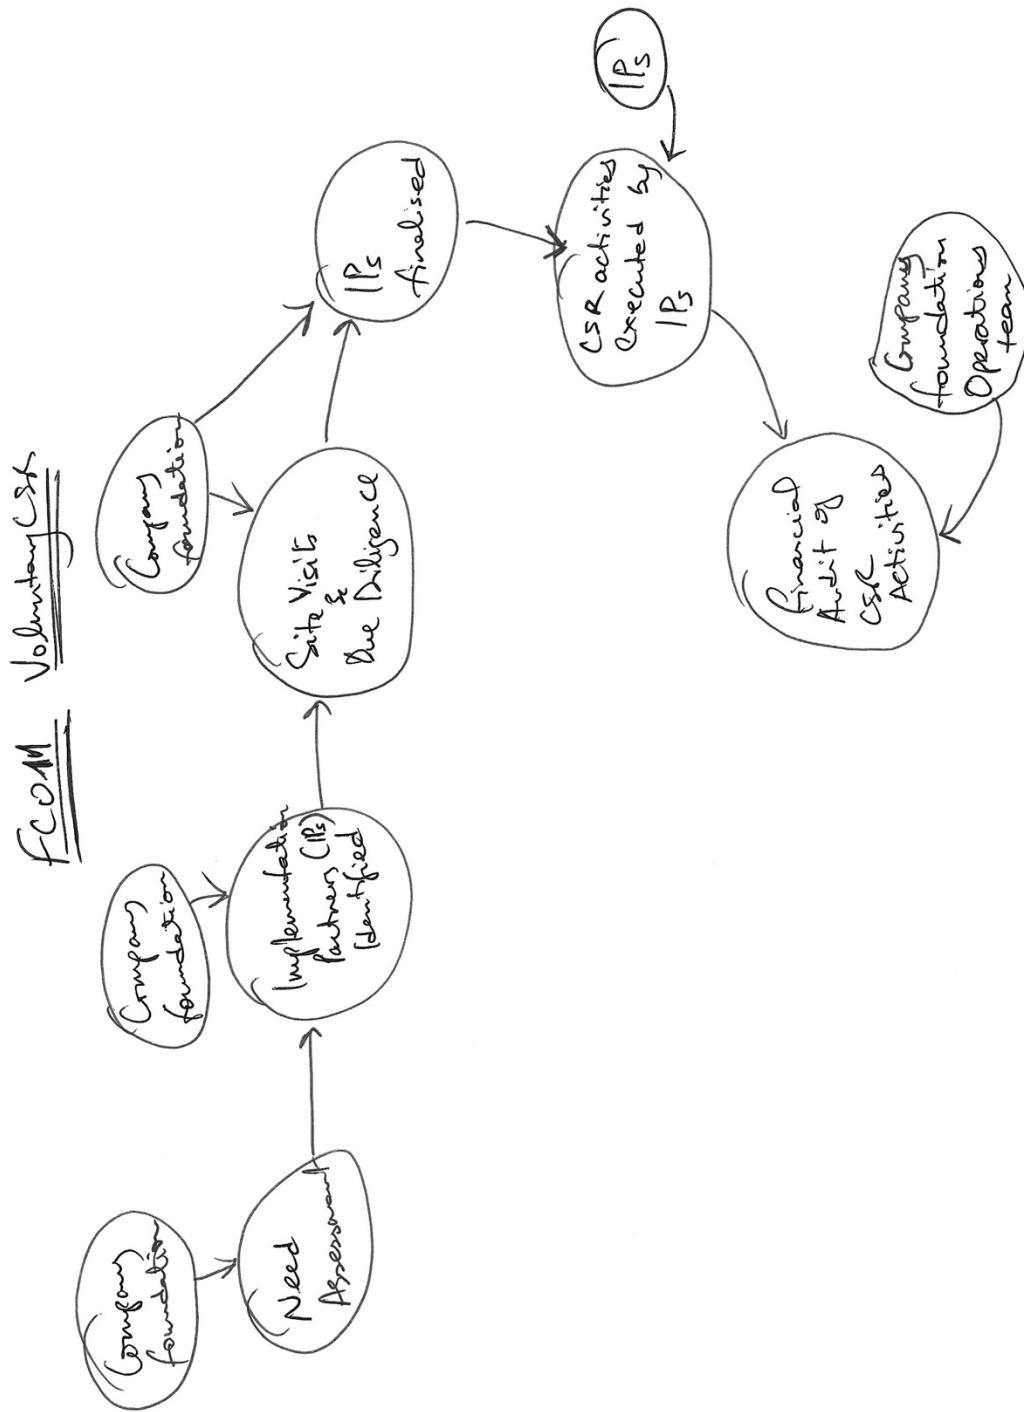 FCOM Voluntary CSR
Company
foundation
Need
Assessment
Company
foundation
Implementation
Partners (IPs)
Identified
Company
foundation
Site Visits
&
Due Diligence
IPs
finalised
IPs
CSR activities
executed by
IPs
Company
foundation
Operations
team
Financial
Audit of
CSR
Activities